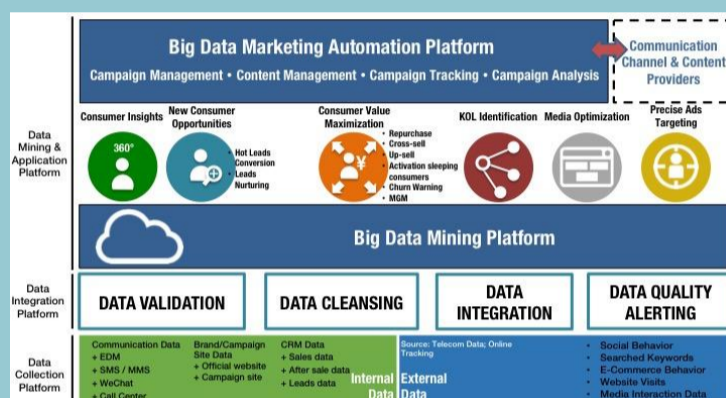 Big Data Marketing Automation Platform
Campaign Management • Content Management • Campaign Tracking • Campaign Analysis
Communication
Channel & Content
Providers
Data
Mining &
Application
Platform
Consumer Insights
360°
New Consumer
Opportunities
• Hot Leads
Conversion
• Leads
Nurturing
Consumer Value
Maximization
¥
• Repurchase
• Cross-sell
• Up-sell
• Activation sleeping
consumers
• Churn Warning
• MGM
KOL Identification
Media Optimization
Precise Ads
Targeting
Big Data Mining Platform
Data
Integration
Platform
DATA VALIDATION
DATA CLEANSING
DATA
INTEGRATION
DATA QUALITY
ALERTING
Data
Collection
Platform
Communication Data
+ EDM
+ SMS / MMS
+ WeChat
+ Call Center
Brand/Campaign
Site Data
+ Official website
+ Campaign site
CRM Data
+ Sales data
+ After sale data
+ Leads data
Internal
Data
External
Data
Source: Telecom Data; Online
Tracking
• Social Behavior
• Searched Keywords
• E-Commerce Behavior
• Website Visits
• Media Interaction Data